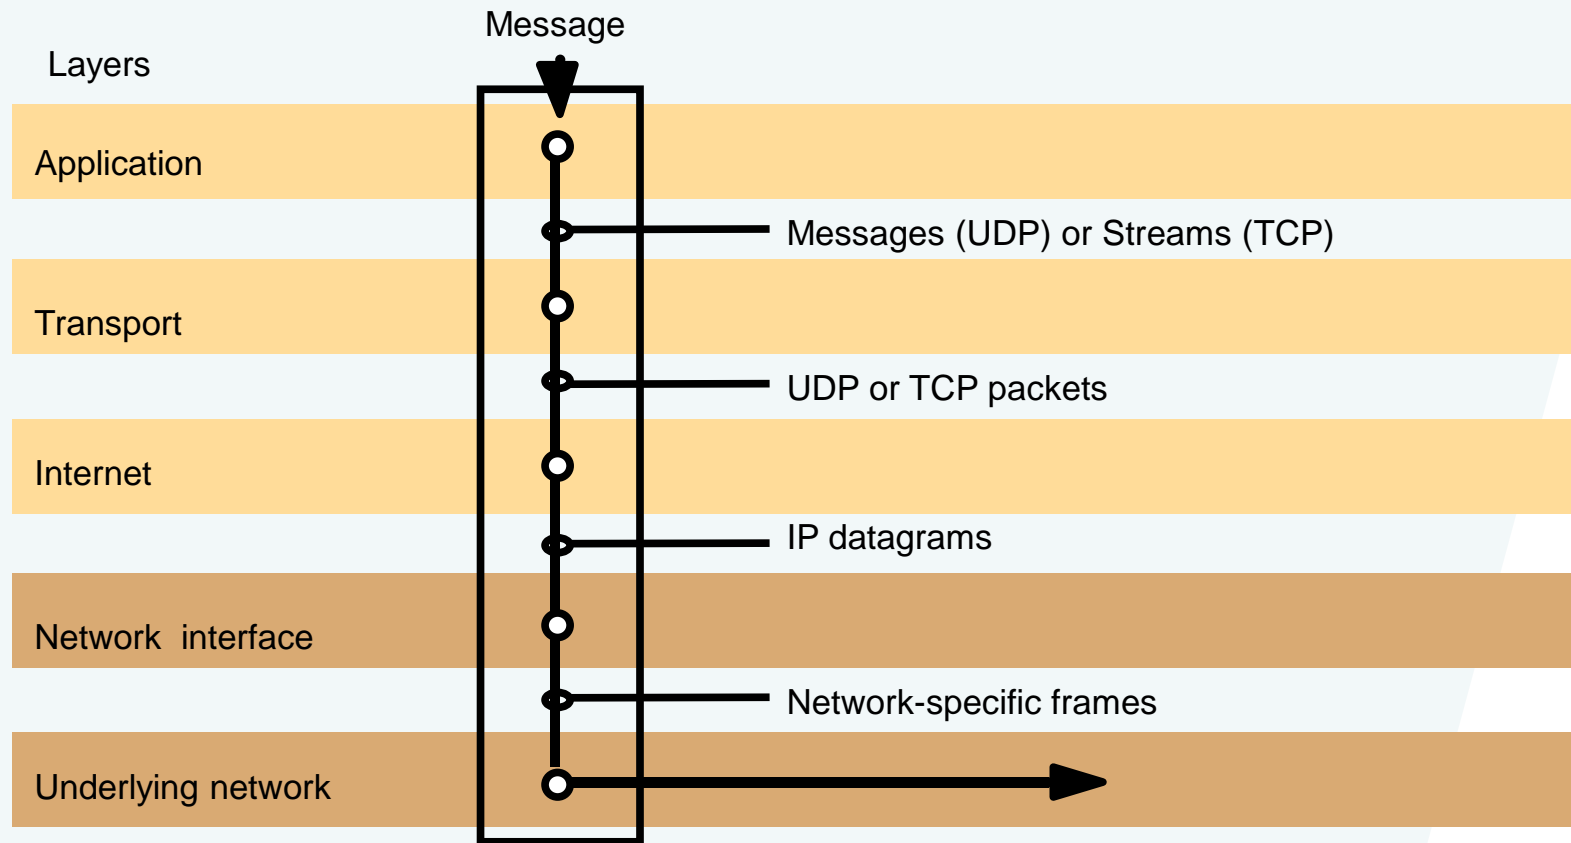 Message
Layers
Application
Messages (UDP) or Streams (TCP)
Transport
UDP or TCP packets
Internet
IP datagrams
Network interface
Network-specific frames
Underlying network